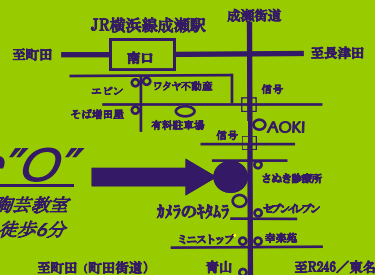 成瀬街道
JR横浜線成瀬駅
至町田
南口
至長津田
エピン
ワタヤ不動産
信号
そば増田屋
有料駐車場
AOKI
信号
"O"
さぬき診療所
陶芸教室
徒歩6分
カメラのキタムラ
セブンイレブン
ミニストップ
幸楽苑
至町田(町田街道)
青山
至R246/東名